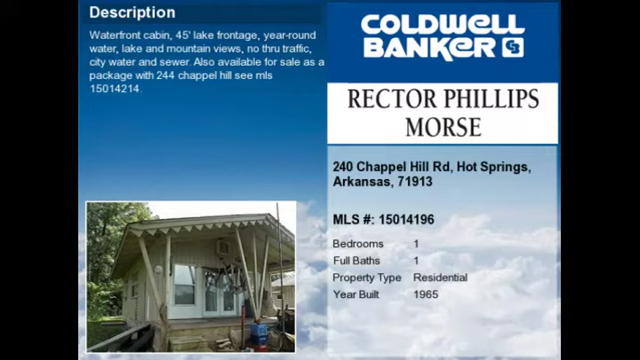 Description
Waterfront cabin, 45' lake frontage, year-round
water, lake and mountain views, no thru traffic,
city water and sewer. Also available for sale as a
package with 244 chappel hill see mls
15014214.
COLDWELL
BANKER CB
RECTOR PHILLIPS
MORSE
240 Chappel Hill Rd, Hot Springs,
Arkansas, 71913
MLS #: 15014196
Bedrooms 1
Full Baths 1
Property Type Residential
Year Built 1965